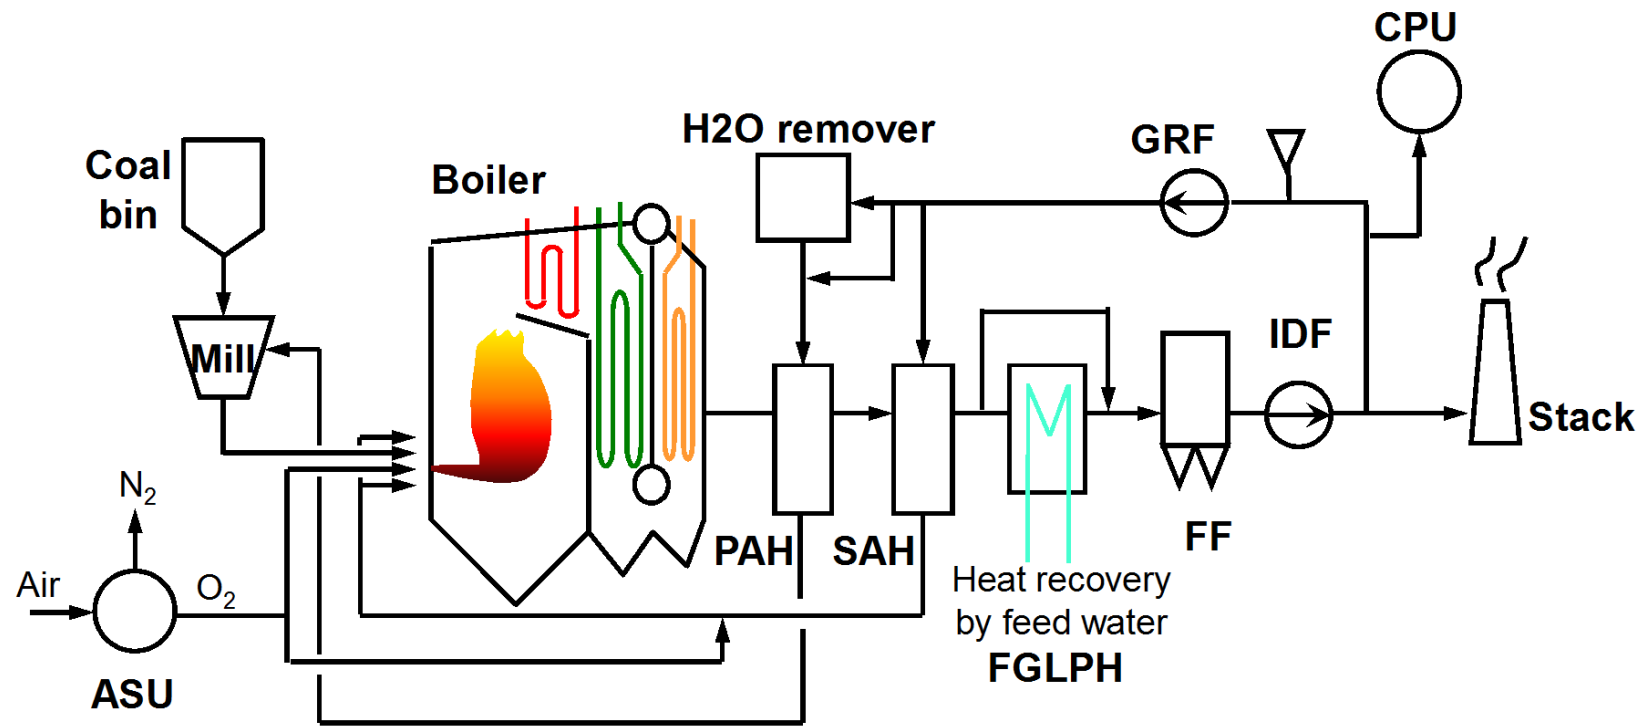 CPU
H2O remover
GRF
Coal
bin
Boiler
Mill
IDF
Stack
N2
PAH
SAH
FF
Air
O2
Heat recovery
by feed water
FGLPH
ASU